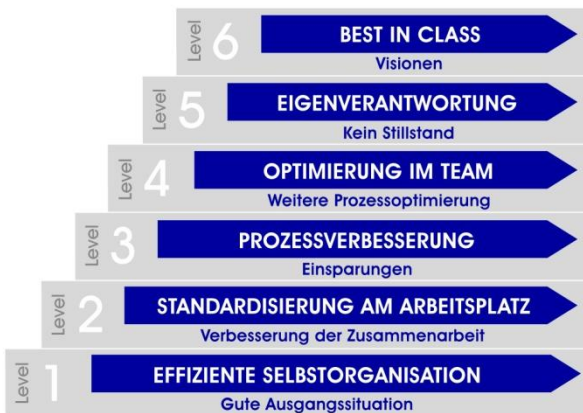 Level 6 BEST IN CLASS
Visionen
Level 5 EIGENVERANTWORTUNG
Kein Stillstand
Level 4 OPTIMIERUNG IM TEAM
Weitere Prozessoptimierung
Level 3 PROZESSVERBESSERUNG
Einsparungen
Level 2 STANDARDISIERUNG AM ARBEITSPLATZ
Verbesserung der Zusammenarbeit
Level 1 EFFIZIENTE SELBSTORGANISATION
Gute Ausgangssituation